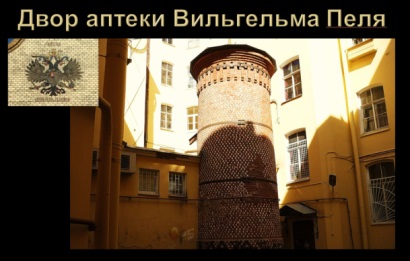 Двор аптеки Вильгельма Пеля